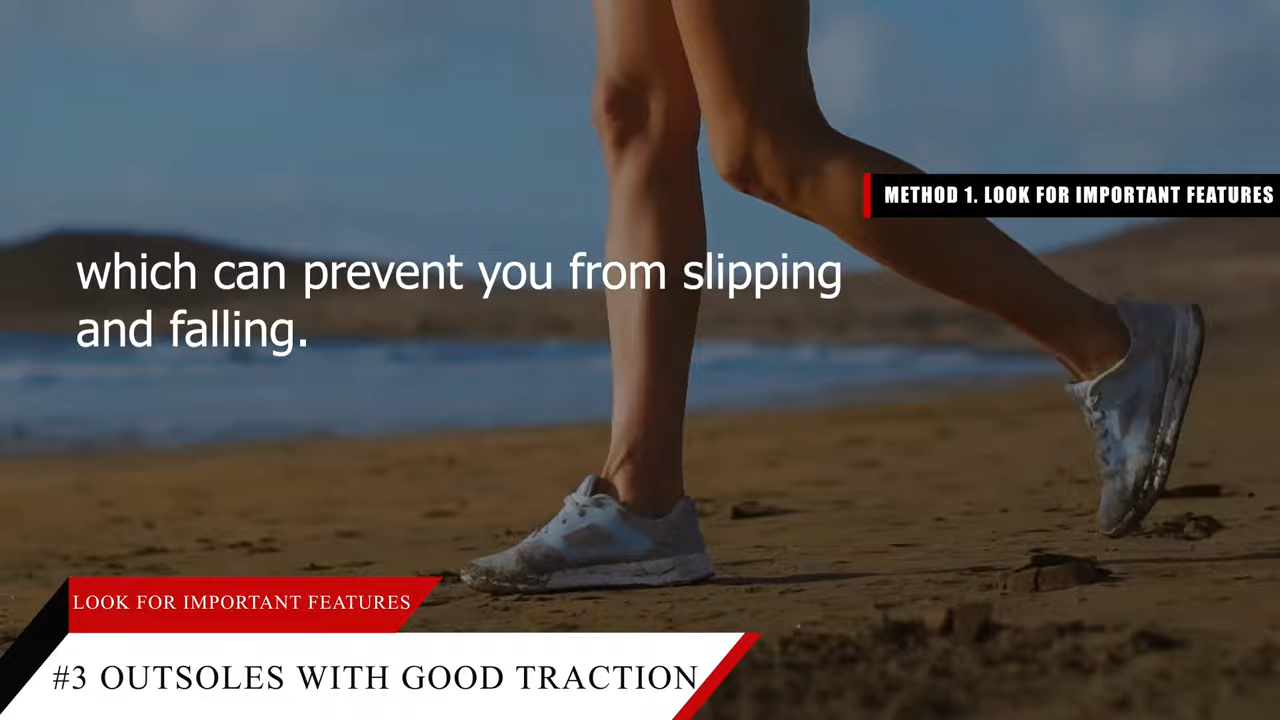 METHOD 1. LOOK FOR IMPORTANT FEATURES
which can prevent you from slipping
and falling.
LOOK FOR IMPORTANT FEATURES
#3 OUTSOLES WITH GOOD TRACTION